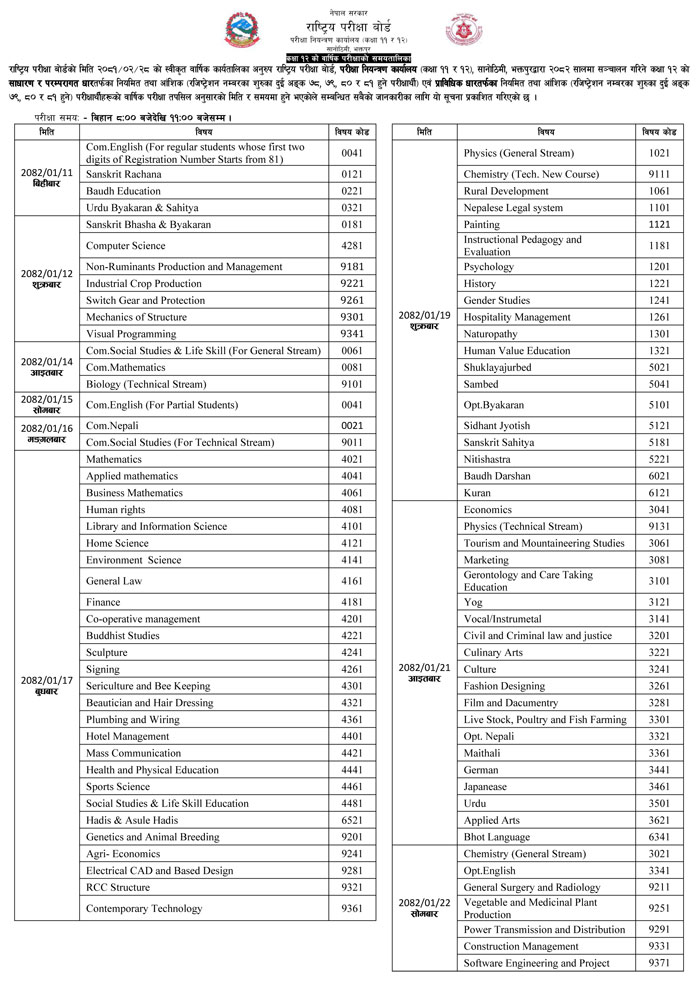 नेपाल सरकार
राष्ट्रिय परीक्षा बोर्ड
परीक्षा नियन्त्रण कार्यालय (कक्षा ११ र १२)
सानोठिमी, भक्तपुर
कक्षा १२ को वार्षिक परीक्षाको समयतालिका
राष्ट्रिय परीक्षा बोर्डको मिति २०८१/०२/२८ को स्वीकृत वार्षिक कार्यतालिका अनुरुप राष्ट्रिय परीक्षा बोर्ड, परीक्षा नियन्त्रण कार्यालय (कक्षा ११ र १२), सानोठिमी, भक्तपुरद्वारा २०८२ सालमा सञ्चालन गरिने कक्षा १२ को
साधारण र परम्परागत धारतर्फका नियमित तथा आंशिक (रजिष्ट्रेशन नम्बरका शुरुका दुई अङ्क ७८, ७९, ८० र ८१ हुने परीक्षार्थी) एवं प्राविधिक धारतर्फका नियमित तथा आंशिक (रजिष्ट्रेशन नम्बरका शुरुका दुई अङ्क
७९, ८० र ८१ हुने) परीक्षार्थीहरूको वार्षिक परीक्षा तपसिल अनुसारको मिति र समयमा हुने भएकोले सम्बन्धित सबैको जानकारीका लागि यो सूचना प्रकाशित गरिएको छ ।
परीक्षा समय: - बिहान ८:०० बजेदेखि ११:०० बजेसम्म ।
मिति विषय विषय कोड
2082/01/11 बिहीबार
Com.English (For regular students whose first two
digits of Registration Number Starts from 81) 0041
Sanskrit Rachana 0121
Baudh Education 0221
Urdu Byakaran & Sahitya 0321
2082/01/12 शुक्रबार
Sanskrit Bhasha & Byakaran 0181
Computer Science 4281
Non-Ruminants Production and Management 9181
Industrial Crop Production 9221
Switch Gear and Protection 9261
Mechanics of Structure 9301
Visual Programming 9341
2082/01/14 आइतबार
Com.Social Studies & Life Skill (For General Stream) 0061
Com.Mathematics 0081
Biology (Technical Stream) 9101
2082/01/15 सोमबार
Com.English (For Partial Students) 0041
2082/01/16 मङ्गलबार
Com.Nepali 0021
Com.Social Studies (For Technical Stream) 9011
2082/01/17 बुधबार
Mathematics 4021
Applied mathematics 4041
Business Mathematics 4061
Human rights 4081
Library and Information Science 4101
Home Science 4121
Environment Science 4141
General Law 4161
Finance 4181
Co-operative management 4201
Buddhist Studies 4221
Sculpture 4241
Signing 4261
Sericulture and Bee Keeping 4301
Beautician and Hair Dressing 4321
Plumbing and Wiring 4361
Hotel Management 4401
Mass Communication 4421
Health and Physical Education 4441
Sports Science 4461
Social Studies & Life Skill Education 4481
Hadis & Asule Hadis 6521
Genetics and Animal Breeding 9201
Agri- Economics 9241
Electrical CAD and Based Design 9281
RCC Structure 9321
Contemporary Technology 9361
मिति विषय विषय कोड
2082/01/19 शुक्रबार
Physics (General Stream) 1021
Chemistry (Tech. New Course) 9111
Rural Development 1061
Nepalese Legal system 1101
Painting 1121
Instructional Pedagogy and
Evaluation 1181
Psychology 1201
History 1221
Gender Studies 1241
Hospitality Management 1261
Naturopathy 1301
Human Value Education 1321
Shuklayajurbed 5021
Sambed 5041
Opt.Byakaran 5101
Sidhant Jyotish 5121
Sanskrit Sahitya 5181
Nitishastra 5221
Baudh Darshan 6021
Kuran 6121
2082/01/21 आइतबार
Economics 3041
Physics (Technical Stream) 9131
Tourism and Mountaineering Studies 3061
Marketing 3081
Gerontology and Care Taking
Education 3101
Yog 3121
Vocal/Instrumetal 3141
Civil and Criminal law and justice 3201
Culinary Arts 3221
Culture 3241
Fashion Designing 3261
Film and Dacumentry 3281
Live Stock, Poultry and Fish Farming 3301
Opt. Nepali 3321
Maithali 3361
German 3441
Japanease 3461
Urdu 3501
Applied Arts 3621
Bhot Language 6341
2082/01/22 सोमबार
Chemistry (General Stream) 3021
Opt.English 3341
General Surgery and Radiology 9211
Vegetable and Medicinal Plant
Production 9251
Power Transmission and Distribution 9291
Construction Management 9331
Software Engineering and Project 9371